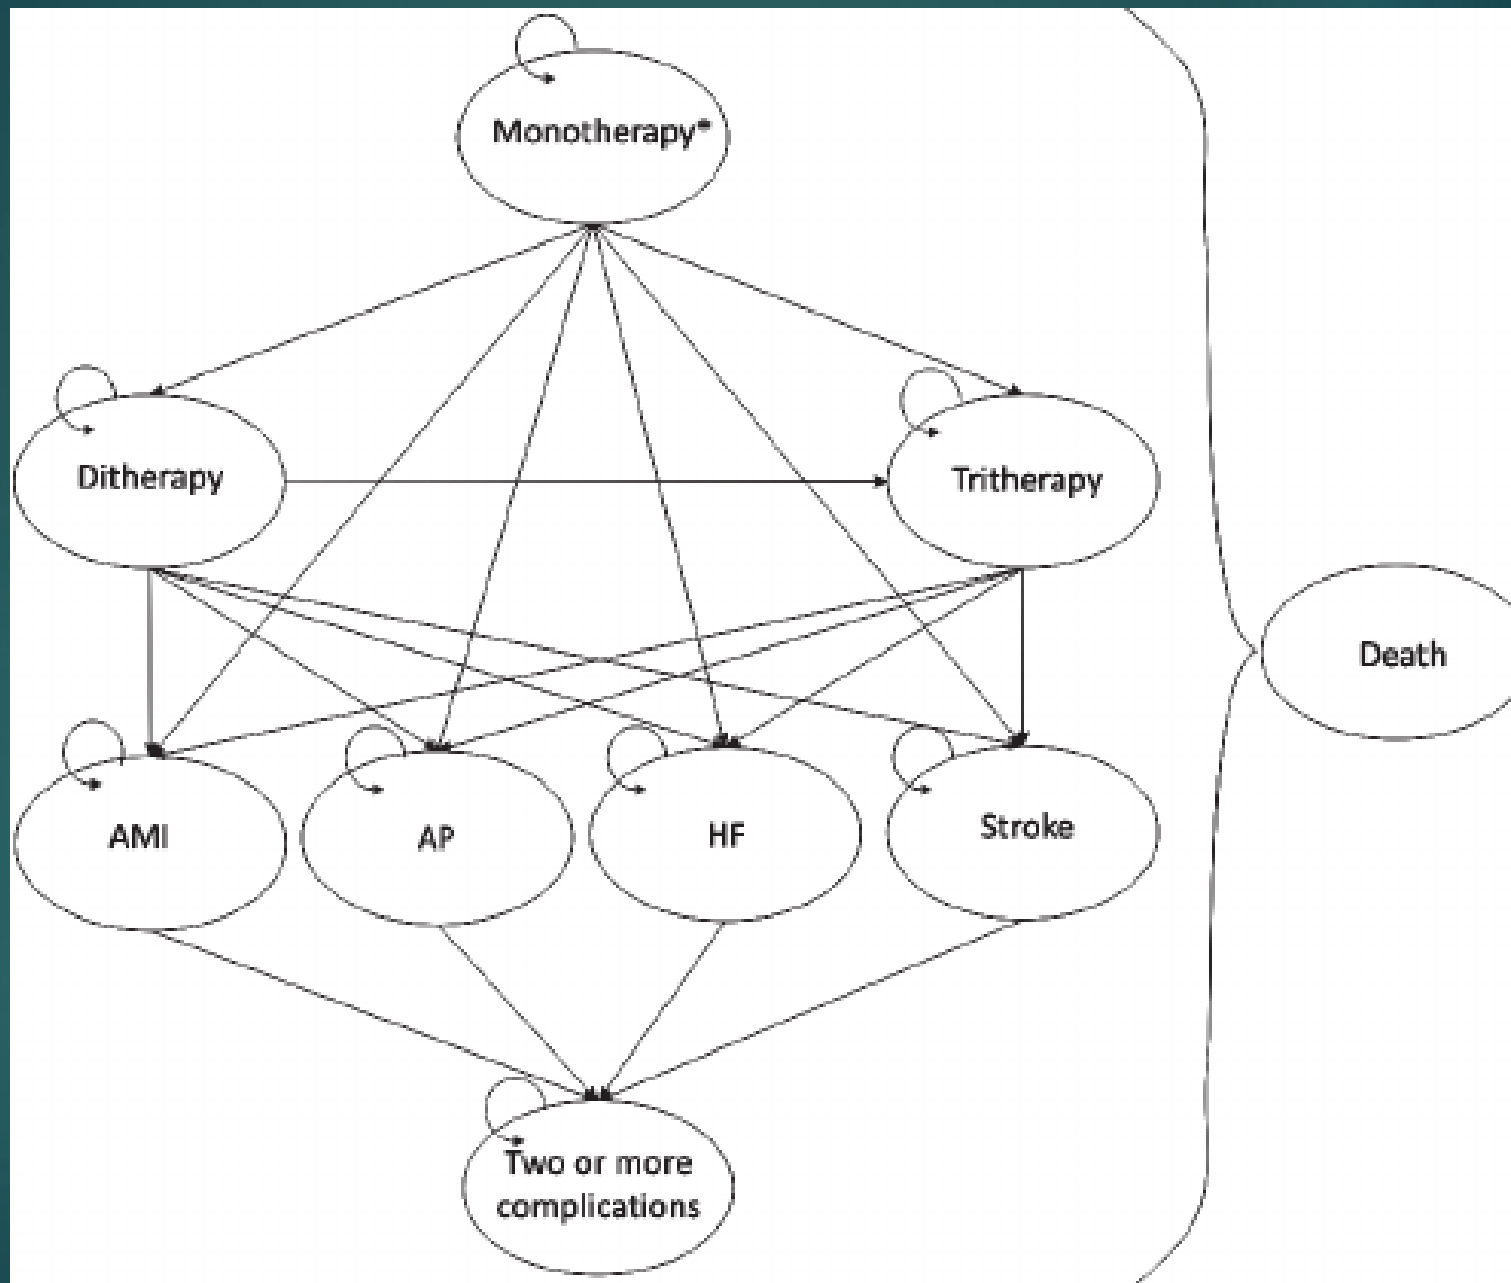 Monotherapy*
Ditherapy
Tritherapy
Death
AMI
AP
HF
Stroke
Two or more
complications